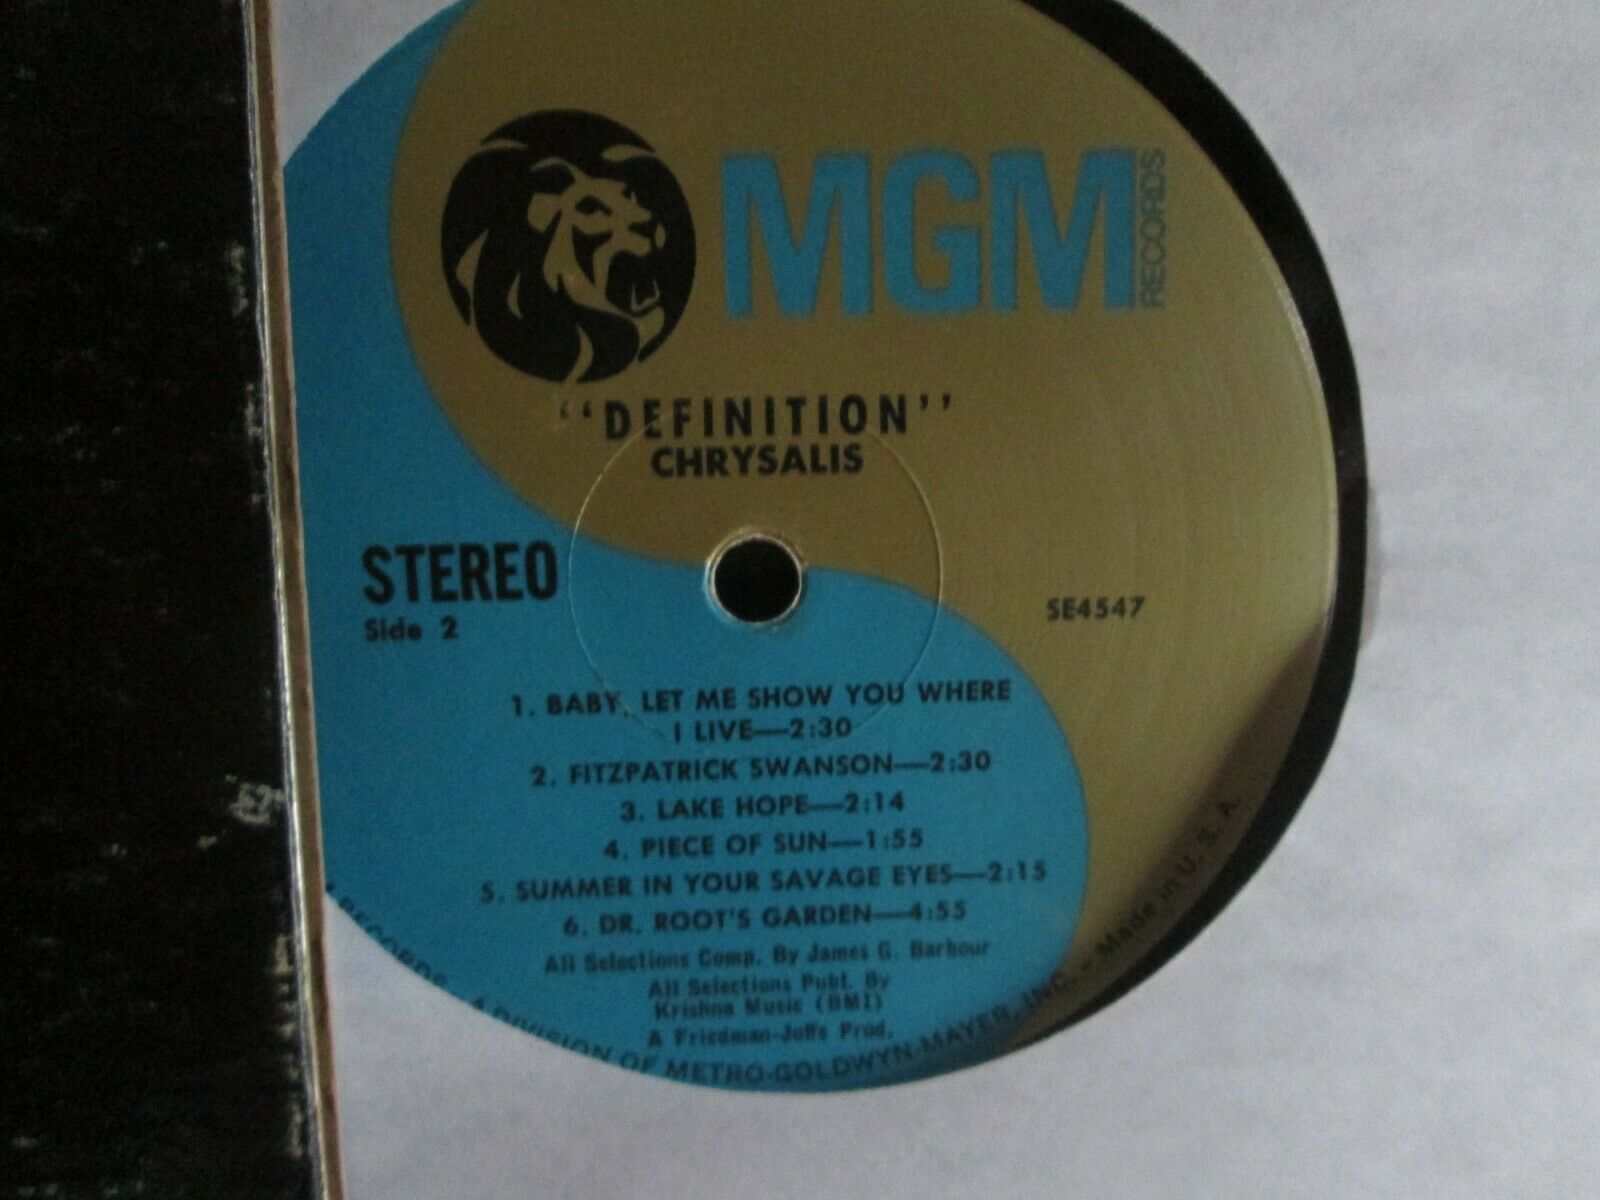 MGM
RECORDS
"DEFINITION"
CHRYSALIS
STEREO
Side 2
SE4547
1. BABY, LET ME SHOW YOU WHERE
I LIVE—2:30
2. FITZPATRICK SWANSON—2:30
3. LAKE HOPE—2:14
4. PIECE OF SUN—1:55
5. SUMMER IN YOUR SAVAGE EYES—2:15
6. DR. ROOT'S GARDEN—4:55
All Selections Comp. By James G. Barbour
All Selections Publ. By
Krishna Music (BMI)
A Friedman-Joffe Prod.
RECORDS - A DIVISION OF METRO-GOLDWYN-MAYER, INC. - Made in U. S. A.